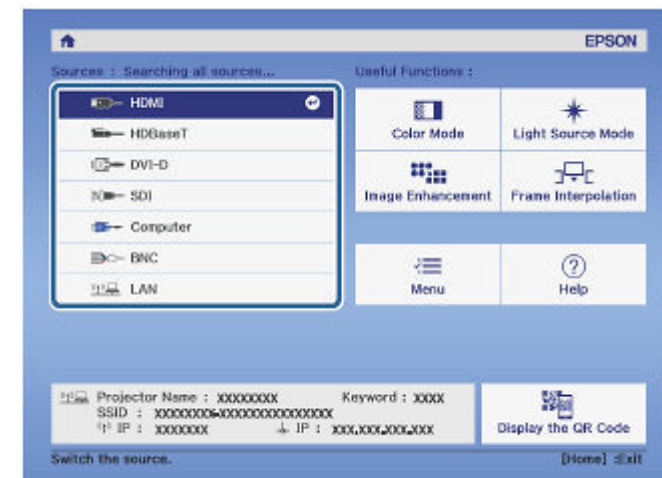 EPSON
Sources : Searching all sources...
Useful Functions :
HDMI
HDBaseT
DVI-D
SDI
Computer
BNC
LAN
Color Mode
Light Source Mode
Image Enhancement
Frame Interpolation
Menu
Help
Projector Name : XXXXXXXX Keyword : XXXX
SSID : XXXXXXXX-XXXXXXXXXXXXXXX
IP : XXXXXXX IP : XXX.XXX.XXX.XXX
Display the QR Code
Switch the source.
[Home] :Exit